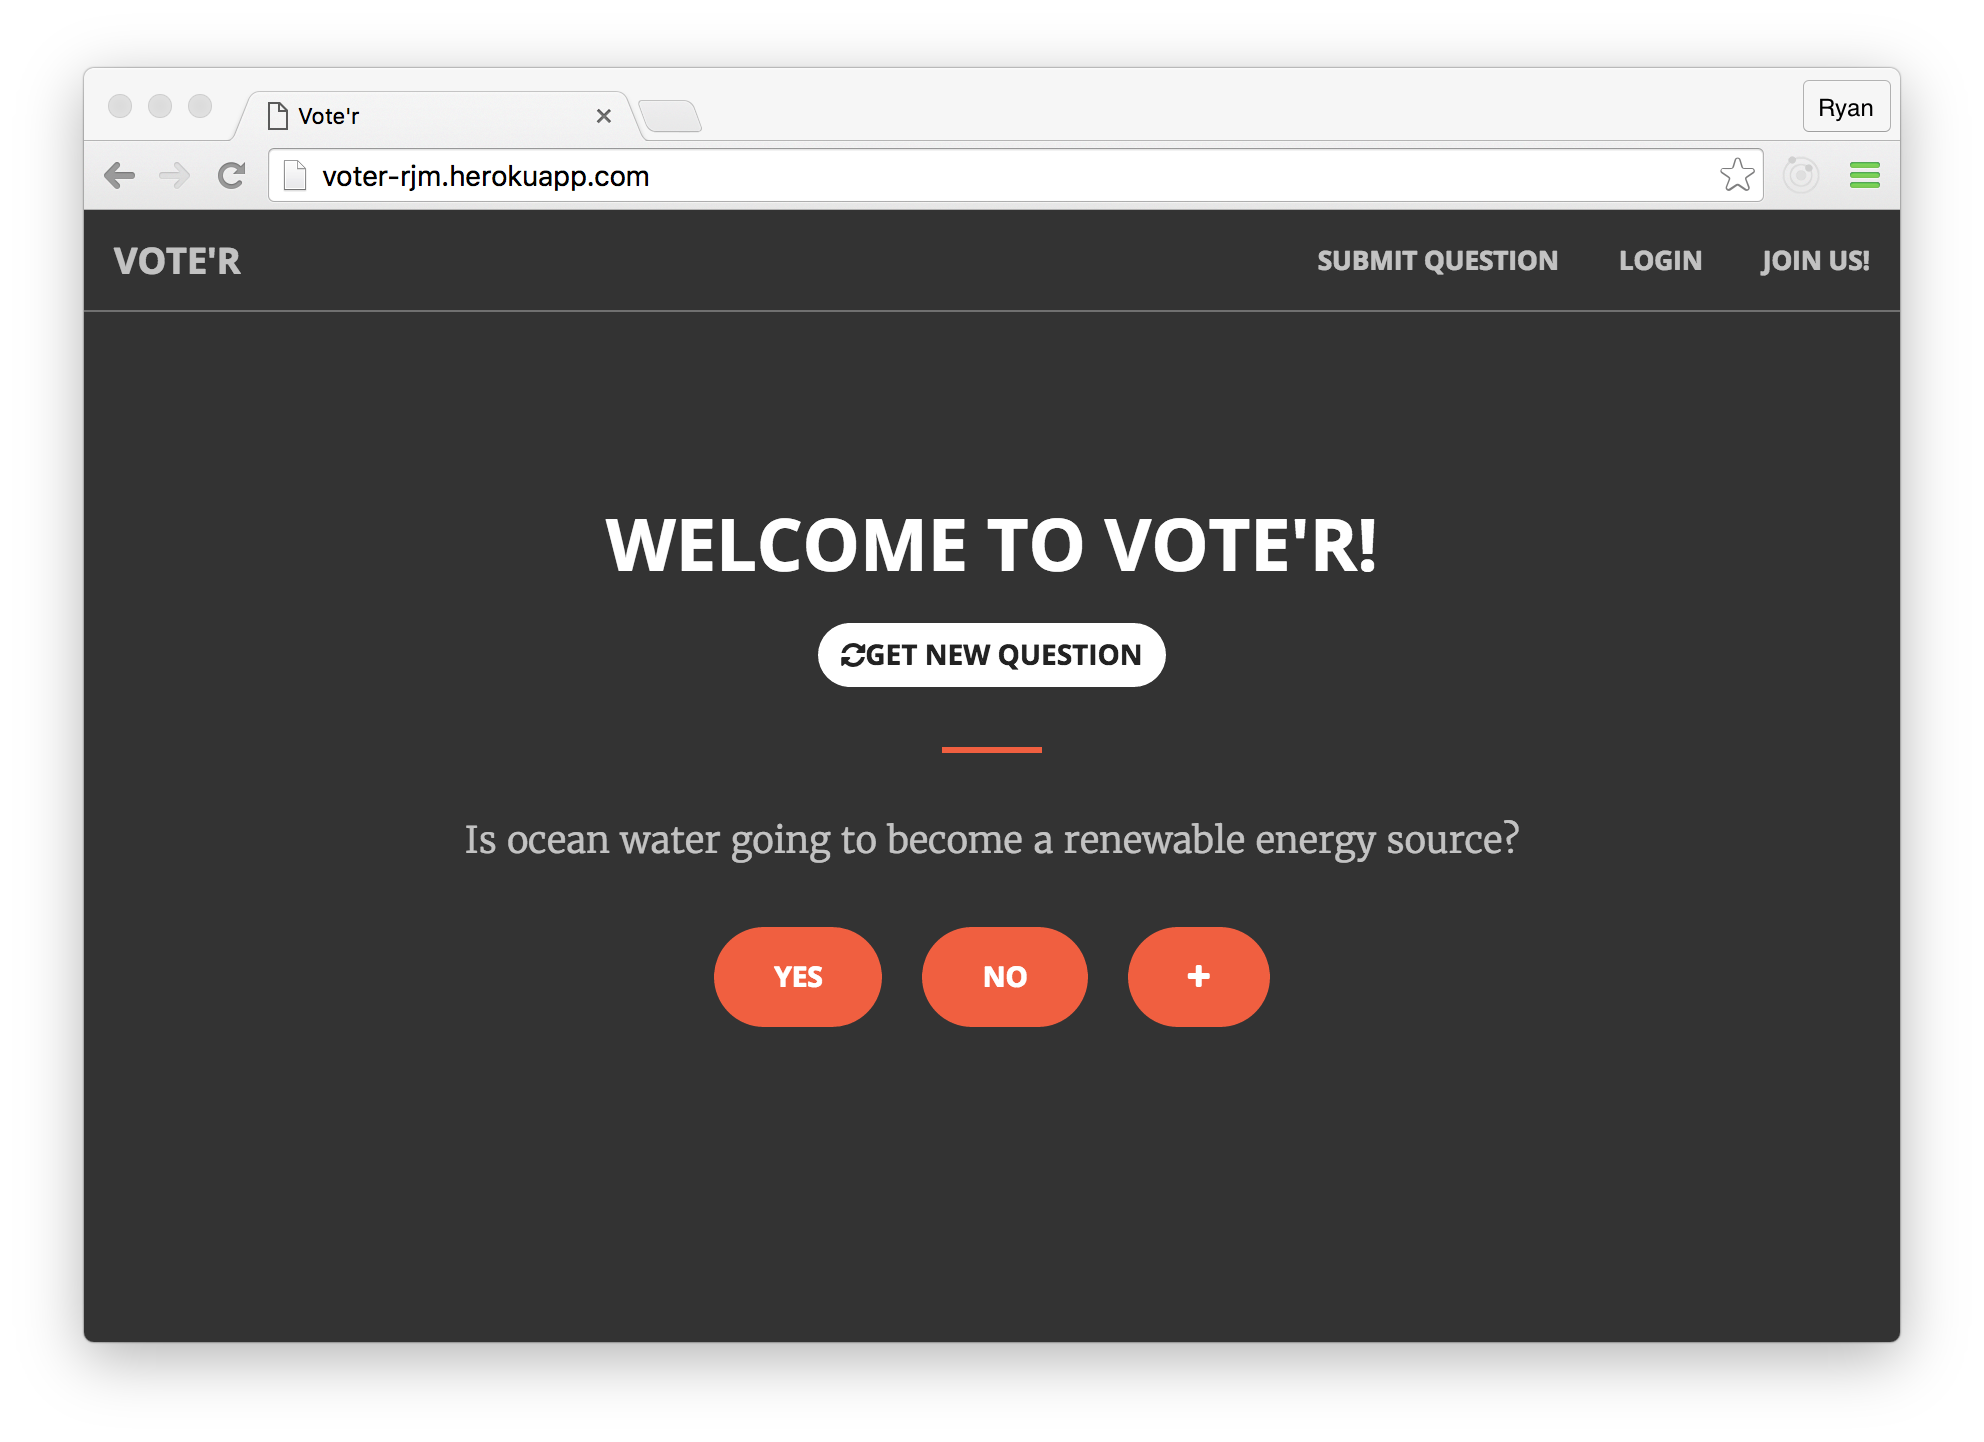 Vote'r
Ryan
voter-rjm.herokuapp.com
VOTE'R
SUBMIT QUESTION
LOGIN
JOIN US!
WELCOME TO VOTE'R!
GET NEW QUESTION
Is ocean water going to become a renewable energy source?
YES
NO
+